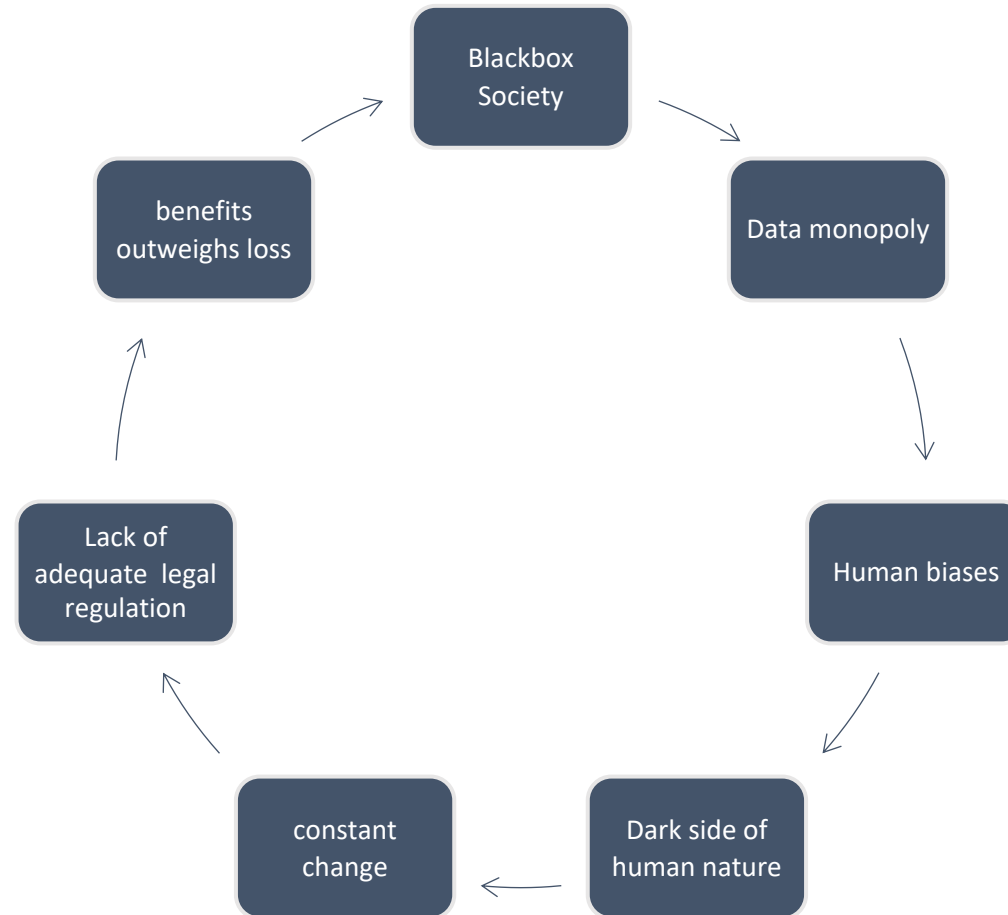 Blackbox
Society
Data monopoly
Human biases
Dark side of
human nature
constant
change
Lack of
adequate  legal
regulation
benefits
outweighs loss